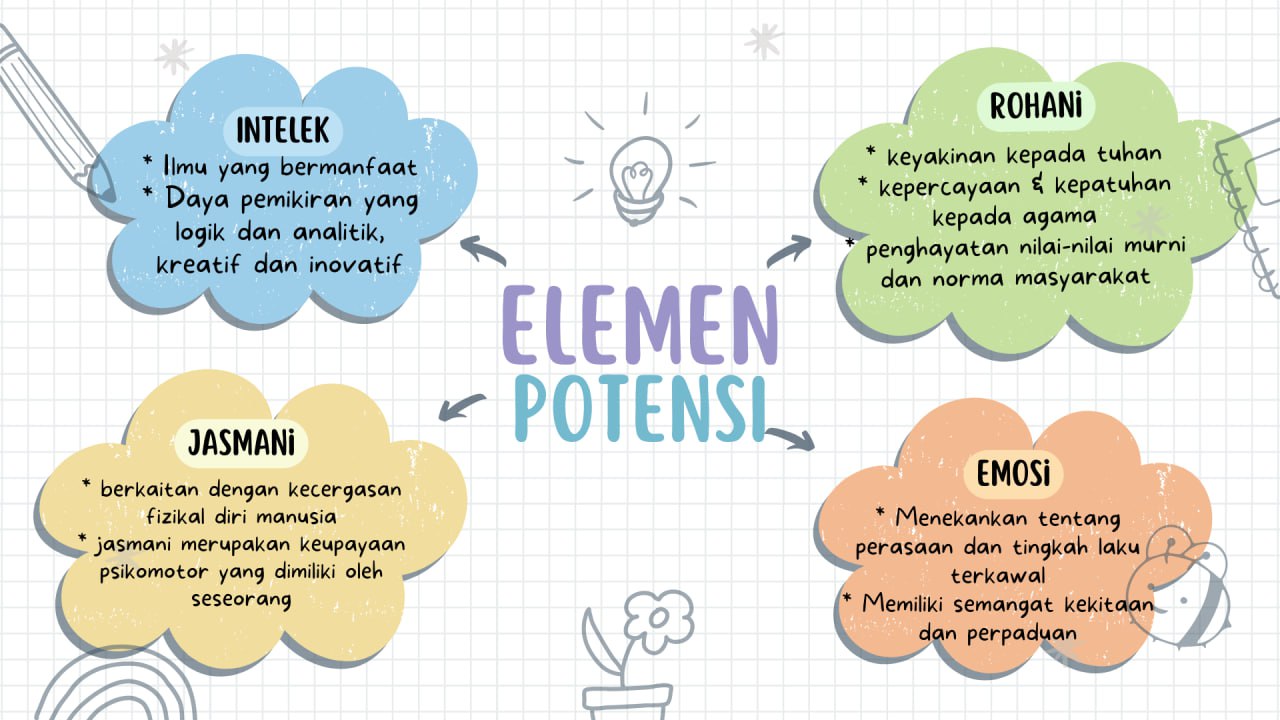 INTELEK
* Ilmu yang bermanfaat
* Daya pemikiran yang
logik dan analitik,
kreatif dan inovatif
ROHANi
* keyakinan kepada tuhan
* kepercayaan & kepatuhan
kepada agama
* penghayatan nilai-nilai murni
dan norma masyarakat
ELEMEN
POTENSI
JASMANi
* berkaitan dengan kecergasan
fizikal diri manusia
* jasmani merupakan keupayaan
psikomotor yang dimiliki oleh
seseorang
EMOSi
* Menekankan tentang
perasaan dan tingkah laku
terkawal
* Memiliki semangat kekitaan
dan perpaduan